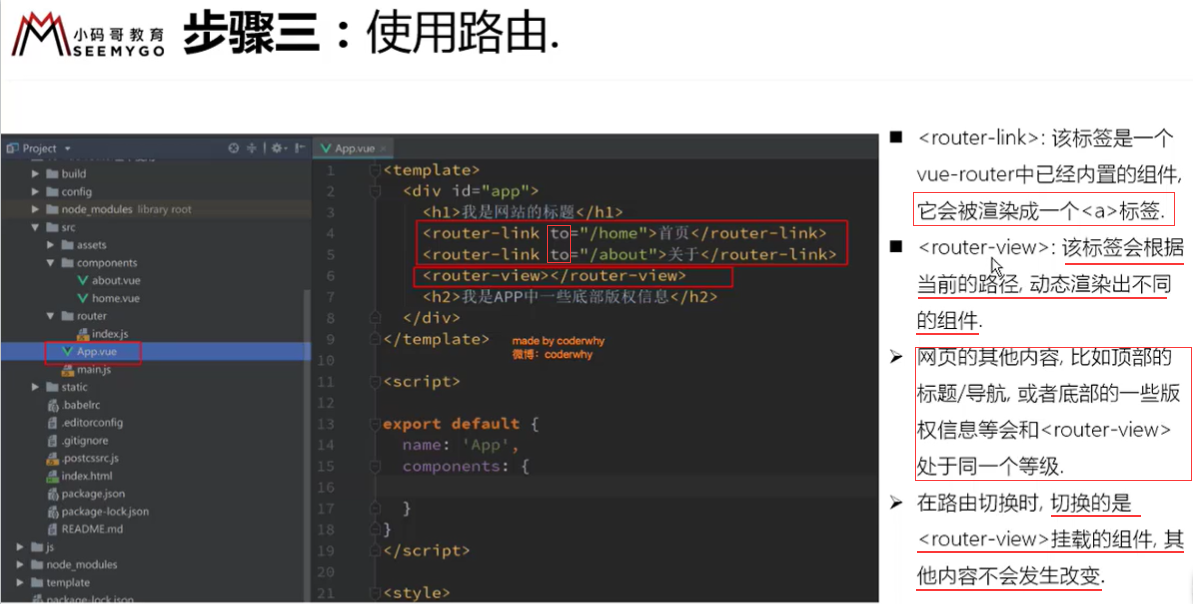 小码哥教育
SEEMYGO
步骤三：使用路由.
Project
build
config
node_modules library root
src
assets
components
about.vue
home.vue
router
index.js
App.vue
main.js
static
.babelrc
.editorconfig
.gitignore
.postcssrc.js
index.html
package.json
package-lock.json
README.md
js
node_modules
template
package-lock.json
App.vue ×
1 <template>
2 <div id="app">
3 <h1>我是网站的标题</h1>
4 <router-link to="/home">首页</router-link>
5 <router-link to="/about">关于</router-link>
6 <router-view></router-view>
7 <h2>我是APP中一些底部版权信息</h2>
8 </div>
9 </template>
10
11 <script>
12
13 export default {
14 name: 'App',
15 components: {
16
17 }
18 }
19 </script>
20
21 <style>
made by coderwhy
微博：coderwhy
<router-link>: 该标签是一个
vue-router中已经内置的组件,
它会被渲染成一个<a>标签.
<router-view>: 该标签会根据
当前的路径, 动态渲染出不同
的组件.
网页的其他内容, 比如顶部的
标题/导航, 或者底部的一些版
权信息等会和<router-view>
处于同一个等级.
在路由切换时, 切换的是
<router-view>挂载的组件, 其
他内容不会发生改变.